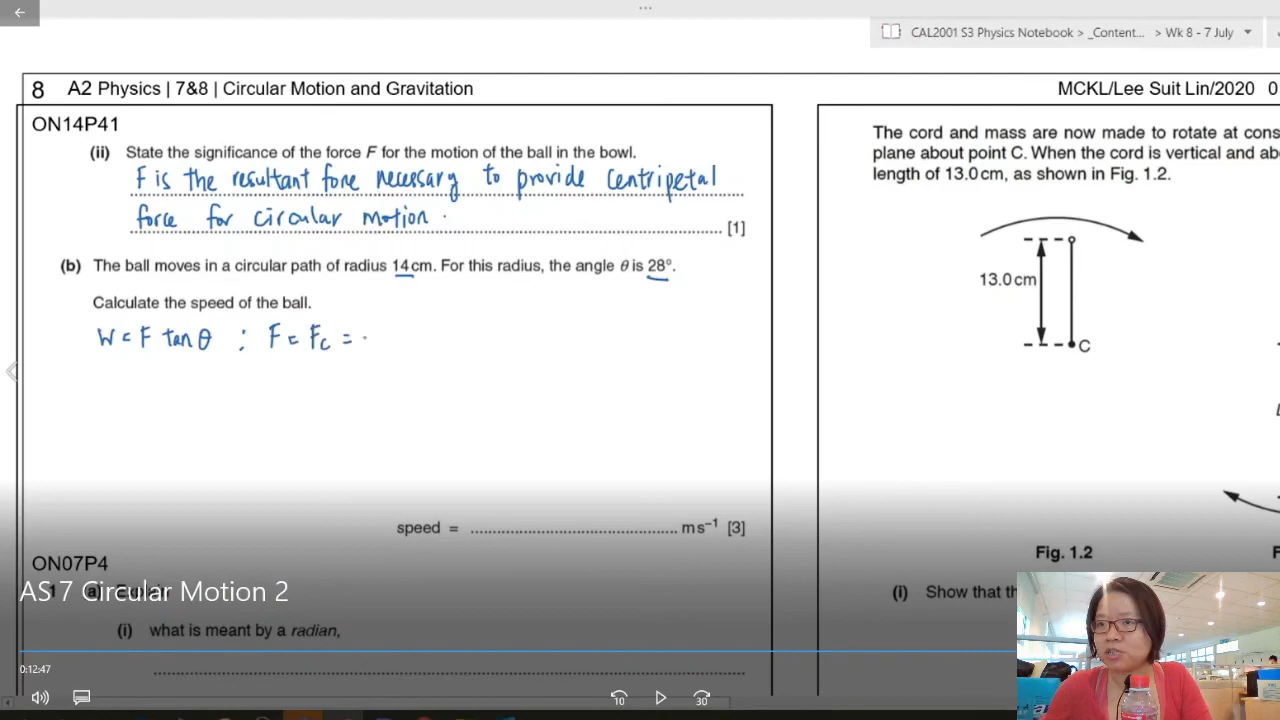 CAL2001 S3 Physics Notebook > _Content... > Wk 8 - 7 July
8 A2 Physics | 7&8 | Circular Motion and Gravitation
MCKL/Lee Suit Lin/2020 0
ON14P41
(ii) State the significance of the force F for the motion of the ball in the bowl.
F is the resultant force necessary to provide centripetal
force for circular motion.
[1]
(b) The ball moves in a circular path of radius 14 cm. For this radius, the angle θ is 28°.
Calculate the speed of the ball.
W = F tan θ ; F = Fc =
speed = ........................................... m s⁻¹ [3]
ON07P4
(i) what is meant by a radian,
The cord and mass are now made to rotate at cons
plane about point C. When the cord is vertical and ab
length of 13.0 cm, as shown in Fig. 1.2.
13.0 cm
C
Fig. 1.2
F
(i) Show that th
AS 7 Circular Motion 2
0:12:47
10
30